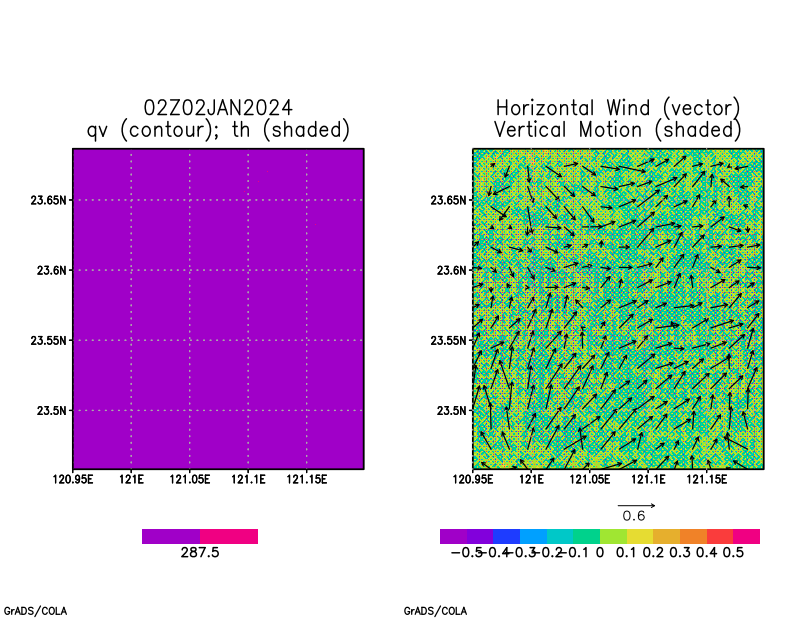 02Z02JAN2024
qv (contour); th (shaded)
23.65N
23.6N
23.55N
23.5N
120.95E 121E 121.05E 121.1E 121.15E
287.5
GrADS/COLA
Horizontal Wind (vector)
Vertical Motion (shaded)
23.65N
23.6N
23.55N
23.5N
120.95E 121E 121.05E 121.1E 121.15E
0.6
-0.5 -0.4 -0.3 -0.2 -0.1 0 0.1 0.2 0.3 0.4 0.5
GrADS/COLA